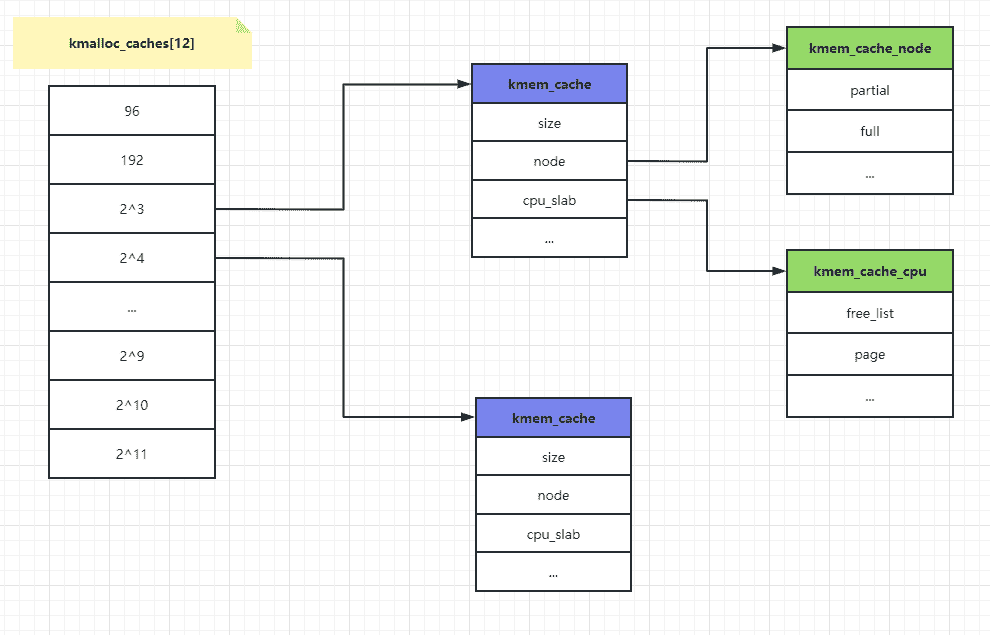 kmalloc_caches[12]
96
192
2^3
2^4
...
2^9
2^10
2^11
kmem_cache
size
node
cpu_slab
...
kmem_cache
size
node
cpu_slab
...
kmem_cache_node
partial
full
...
kmem_cache_cpu
free_list
page
...